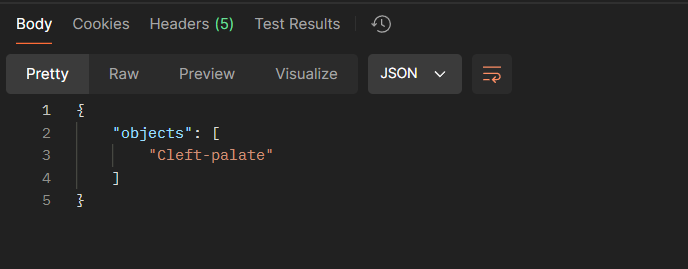 Body Cookies Headers (5) Test Results
Pretty Raw Preview Visualize JSON
1 {
2 "objects": [
3 "Cleft-palate"
4 ]
5 }